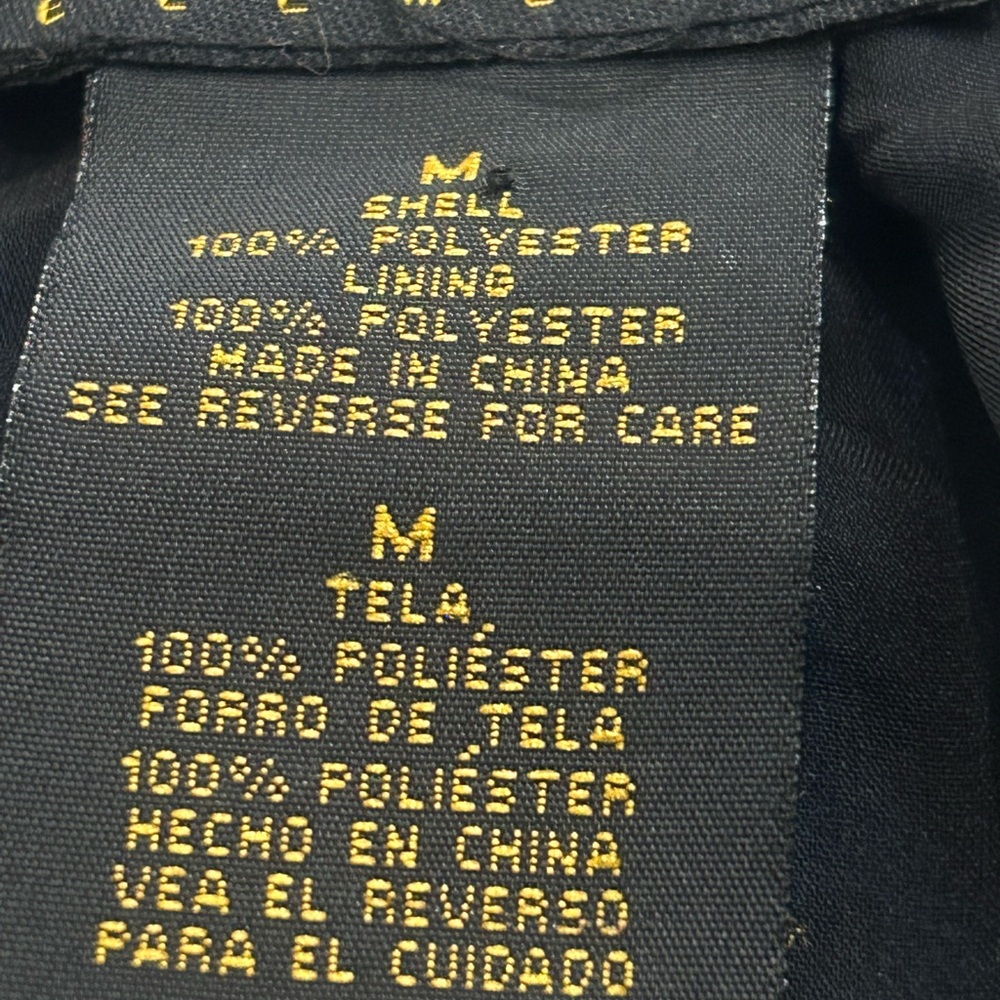 M
SHELL
100% POLYESTER
LINING
100% POLYESTER
MADE IN CHINA
SEE REVERSE FOR CARE
M
TELA
100% POLIÉSTER
FORRO DE TELA
100% POLIÉSTER
HECHO EN CHINA
VEA EL REVERSO
PARA EL CUIDADO